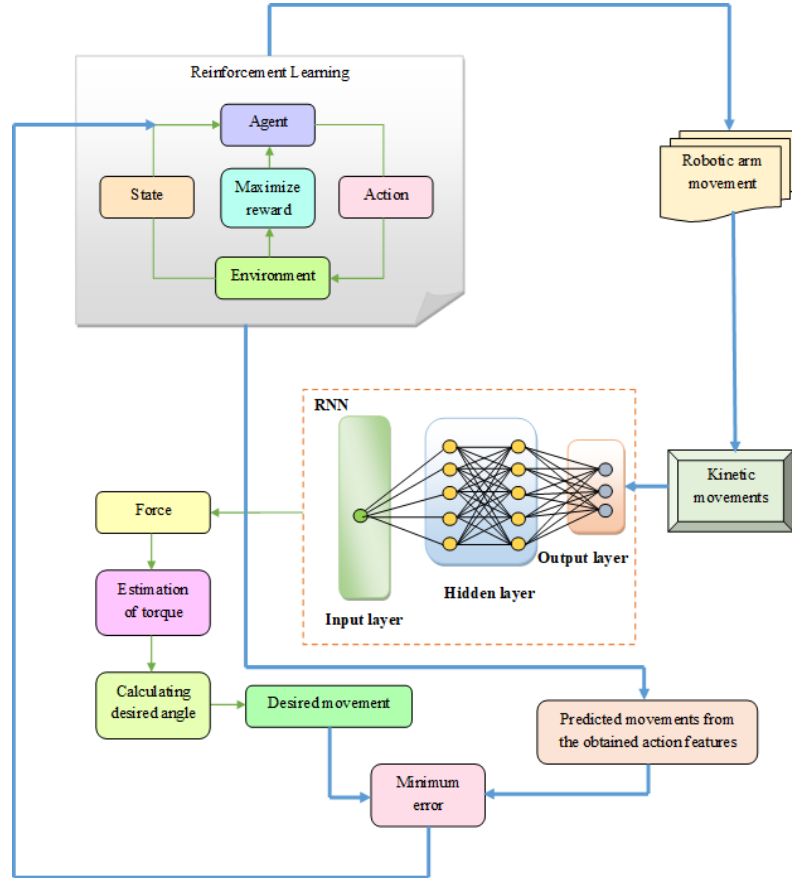 Reinforcement Learning
Agent
State
Maximize
reward
Action
Environment
Robotic arm
movement
RNN
Kinetic
movements
Output layer
Hidden layer
Input layer
Force
Estimation
of torque
Calculating
desired angle
Desired movement
Predicted movements from
the obtained action features
Minimum
error